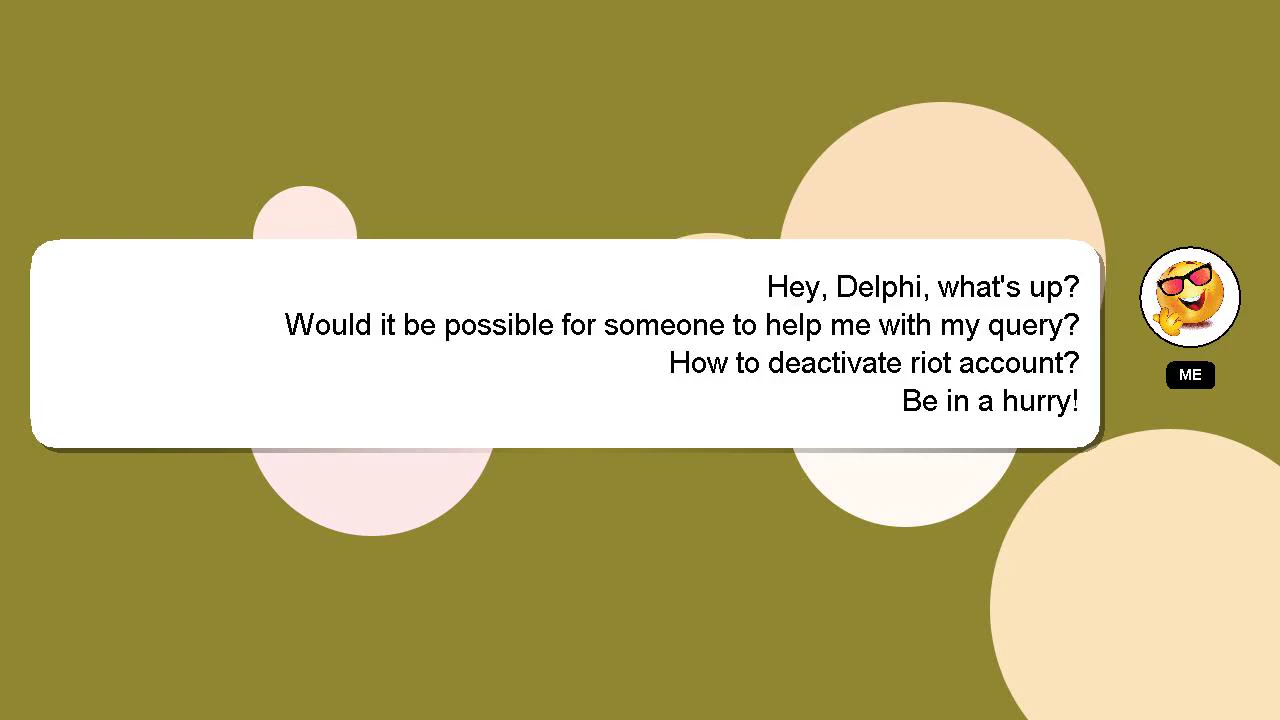 Hey, Delphi, what's up?
Would it be possible for someone to help me with my query?
How to deactivate riot account?
Be in a hurry!
ME